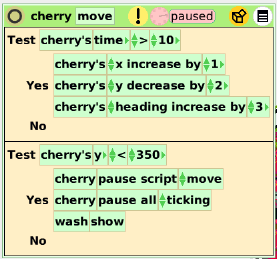 cherry move ! paused
Test cherry's time > 10
cherry's x increase by 1
Yes cherry's y decrease by 2
cherry's heading increase by 3
No
Test cherry's y < 350
cherry pause script move
Yes cherry pause all ticking
wash show
No